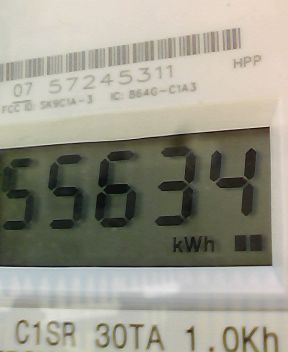 HPP
07 57245311
FCC ID: SK9C1A-3 IC: 864G-C1A3
55634
kWh
C1SR 30TA 1.0Kh